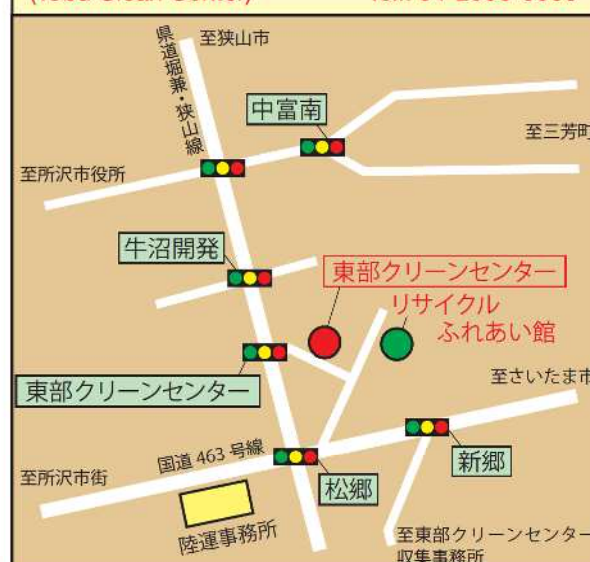 至狭山市
県道堀兼・狭山線
中富南
至三芳町
至所沢市役所
牛沼開発
東部クリーンセンター
リサイクル
ふれあい館
東部クリーンセンター
至さいたま市
国道 463 号線
新郷
至所沢市街
松郷
陸運事務所
至東部クリーンセンター
収集事務所